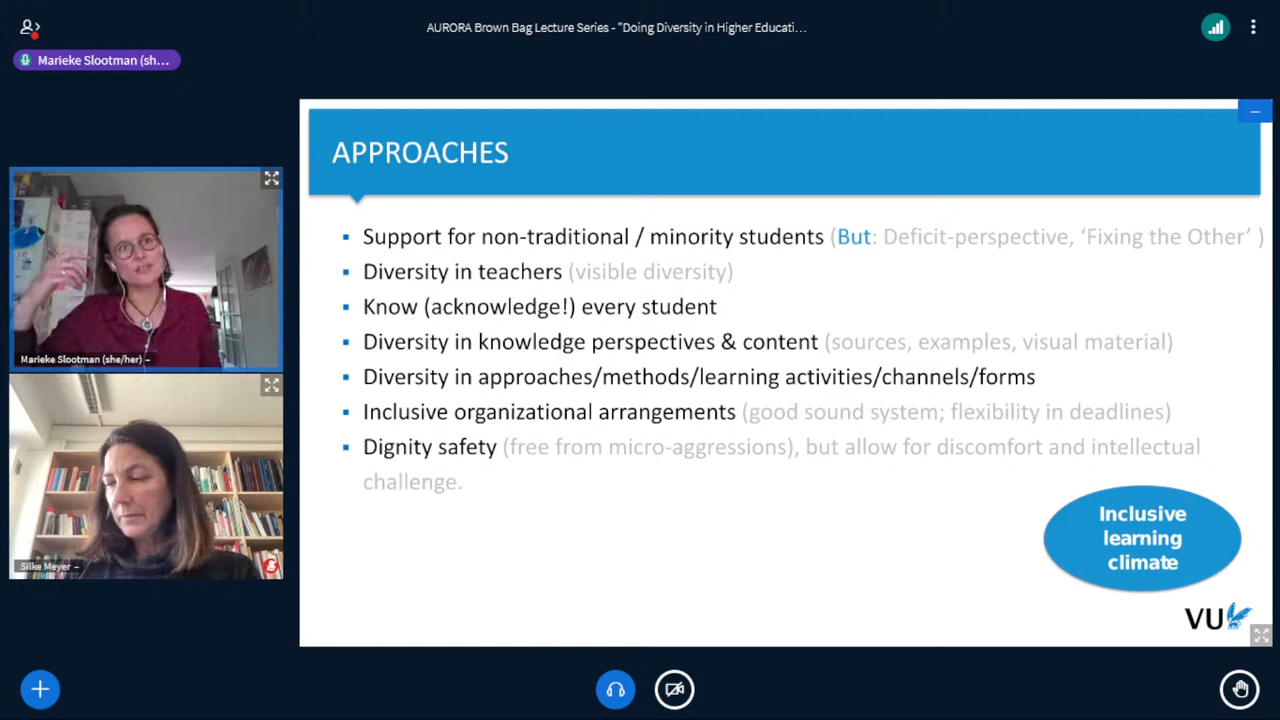 AURORA Brown Bag Lecture Series - "Doing Diversity in Higher Educati...
Marieke Slootman (sh...
Marieke Slootman (she/her) –
Silke Meyer –
APPROACHES
▪ Support for non-traditional / minority students (But: Deficit-perspective, ‘Fixing the Other’ )
▪ Diversity in teachers (visible diversity)
▪ Know (acknowledge!) every student
▪ Diversity in knowledge perspectives & content (sources, examples, visual material)
▪ Diversity in approaches/methods/learning activities/channels/forms
▪ Inclusive organizational arrangements (good sound system; flexibility in deadlines)
▪ Dignity safety (free from micro-aggressions), but allow for discomfort and intellectual
challenge.
Inclusive
learning
climate
VU